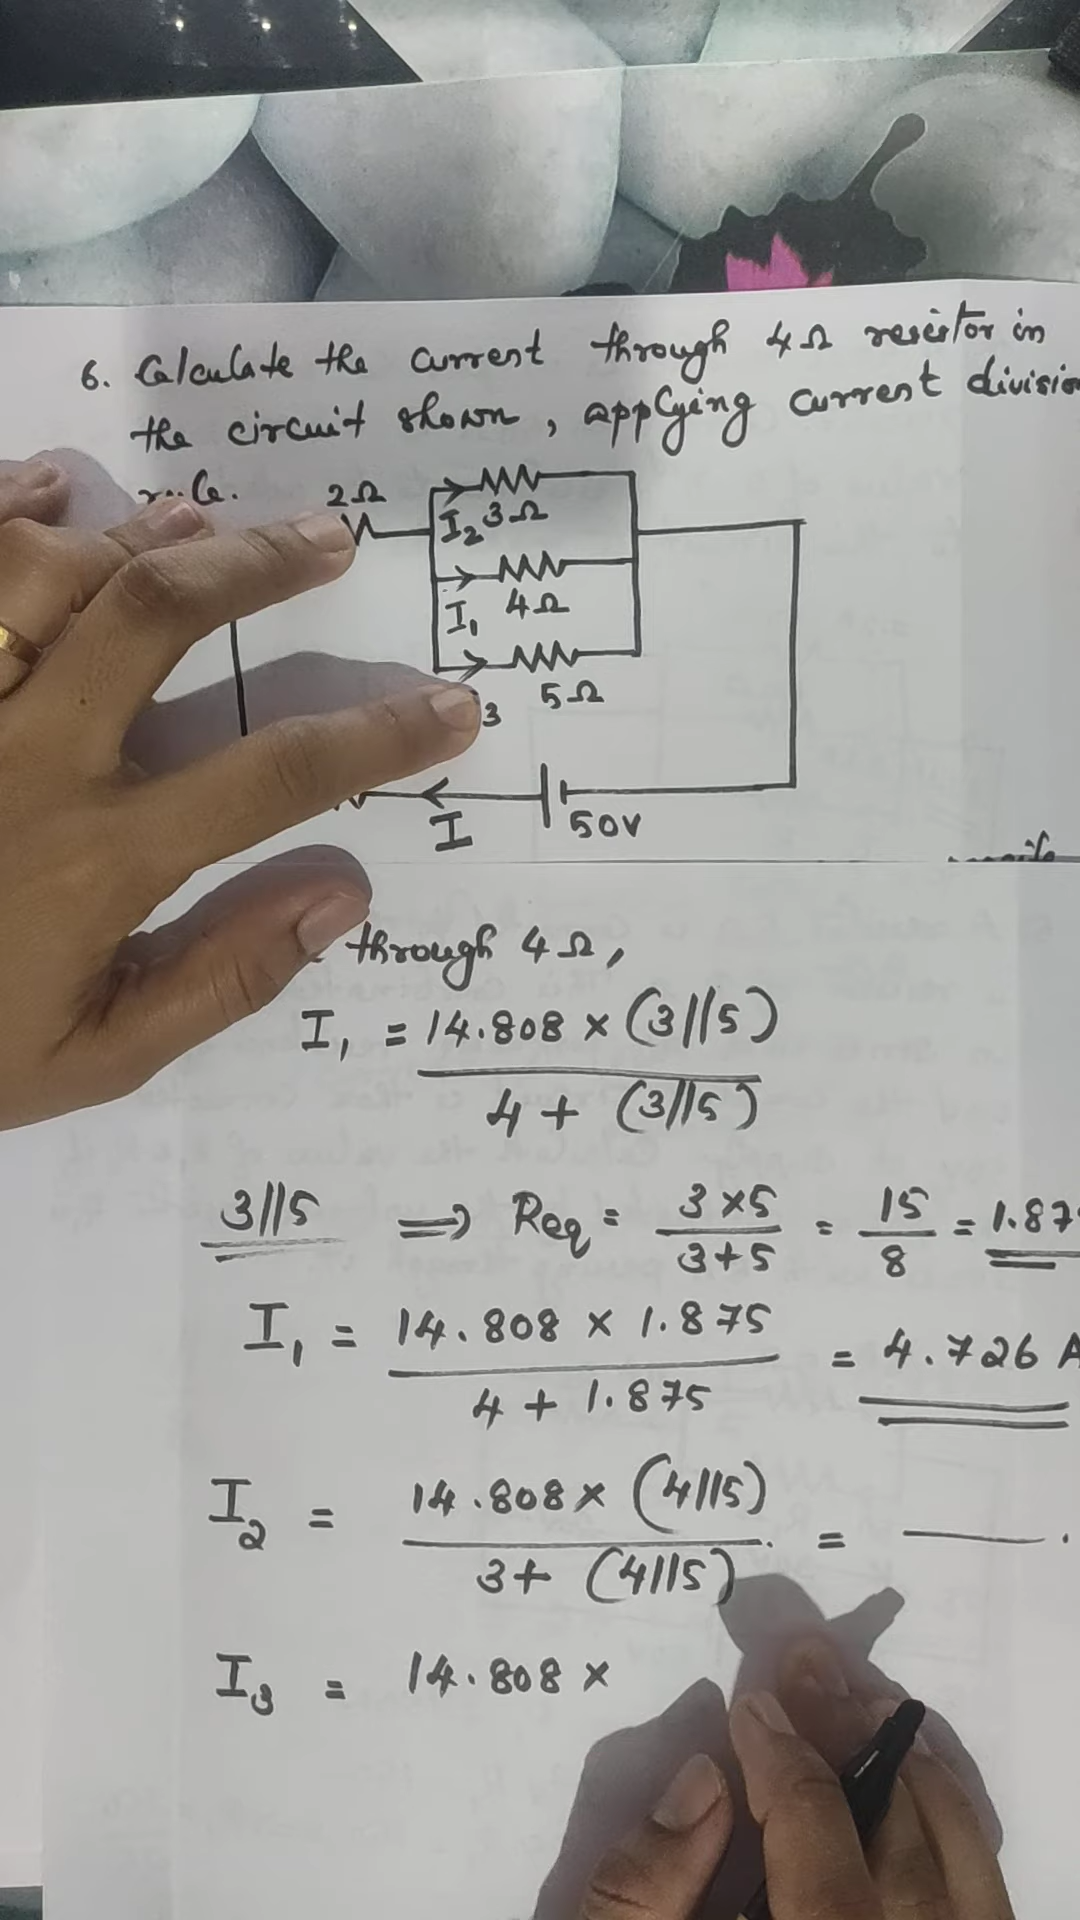 6. Calculate the current through 4Ω resistor in
the circuit shown, applying current division
rule.
2Ω
I₂ 3Ω
I₁ 4Ω
3 5Ω
I 50V
through 4Ω,
I₁ = 14.808 × (3//5)
4 + (3//5)
3//5 ⟹ Req = 3×5 / 3+5 = 15 / 8 = 1.87
I₁ = 14.808 × 1.875 = 4.726 A
4 + 1.875
I₂ = 14.808 × (4//5) = ___.
3+ (4//5)
I₃ = 14.808 ×